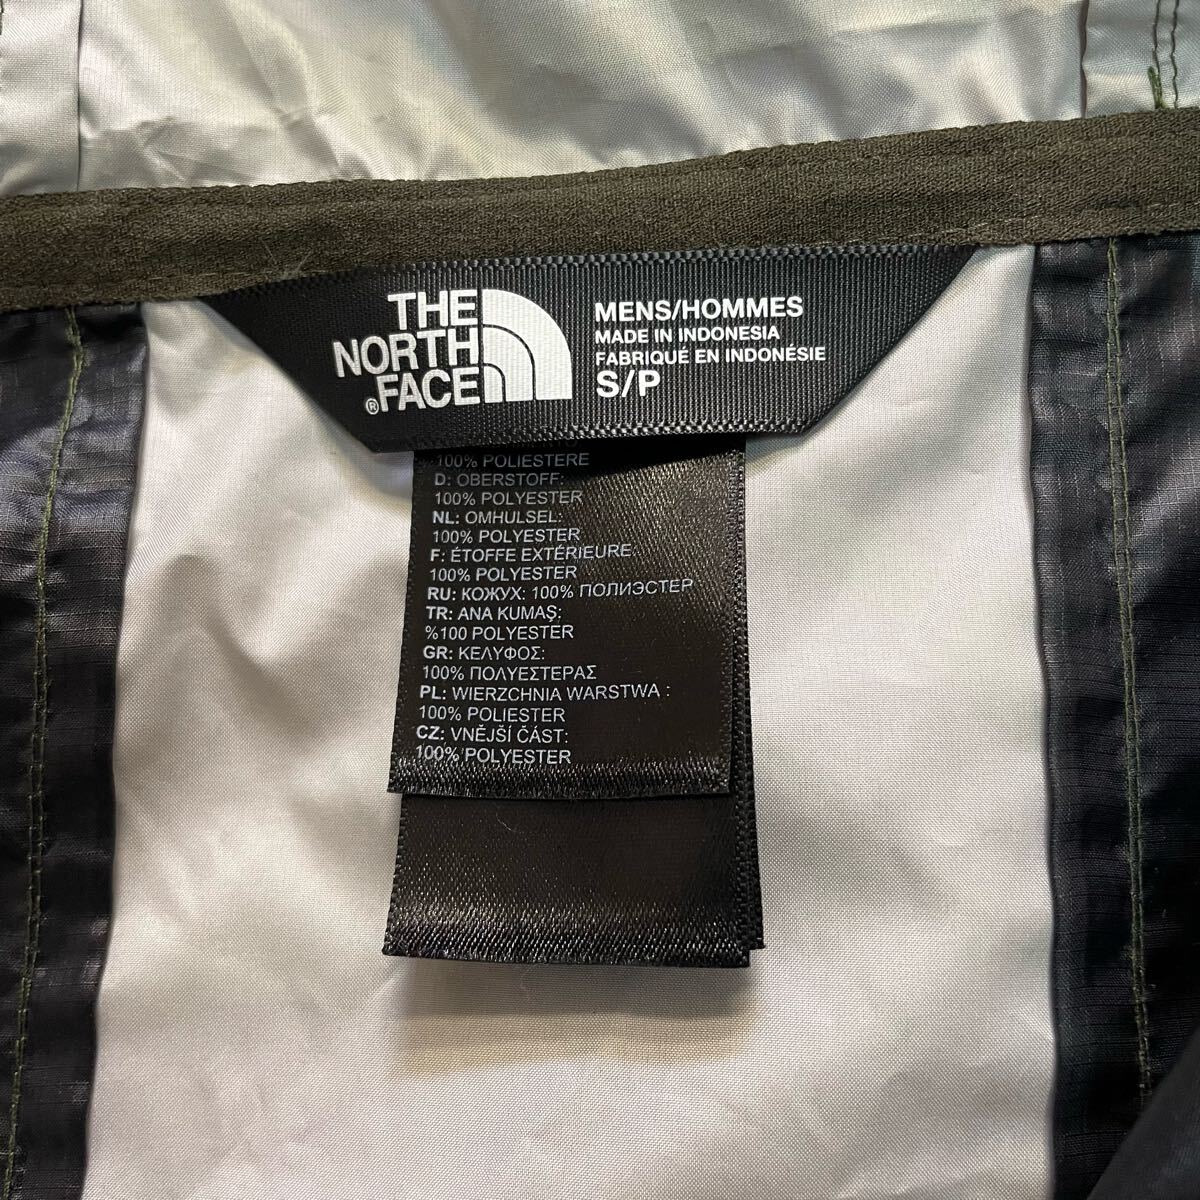 THE
NORTH
®FACE
MENS/HOMMES
MADE IN INDONESIA
FABRIQUE EN INDONÉSIE
S/P
100% POLIESTERE
D: OBERSTOFF:
100% POLYESTER
NL: OMHULSEL:
100% POLYESTER
F: ÉTOFFE EXTÉRIEURE:
100% POLYESTER
RU: КОЖУХ: 100% ПОЛИЭСТЕР
TR: ANA KUMAŞ:
%100 POLYESTER
GR: ΚΕΛΥΦΟΣ:
100% ΠΟΛΥΕΣΤΕΡΑΣ
PL: WIERZCHNIA WARSTWA :
100% POLIESTER
CZ: VNĚJŠÍ ČÁST:
100% POLYESTER